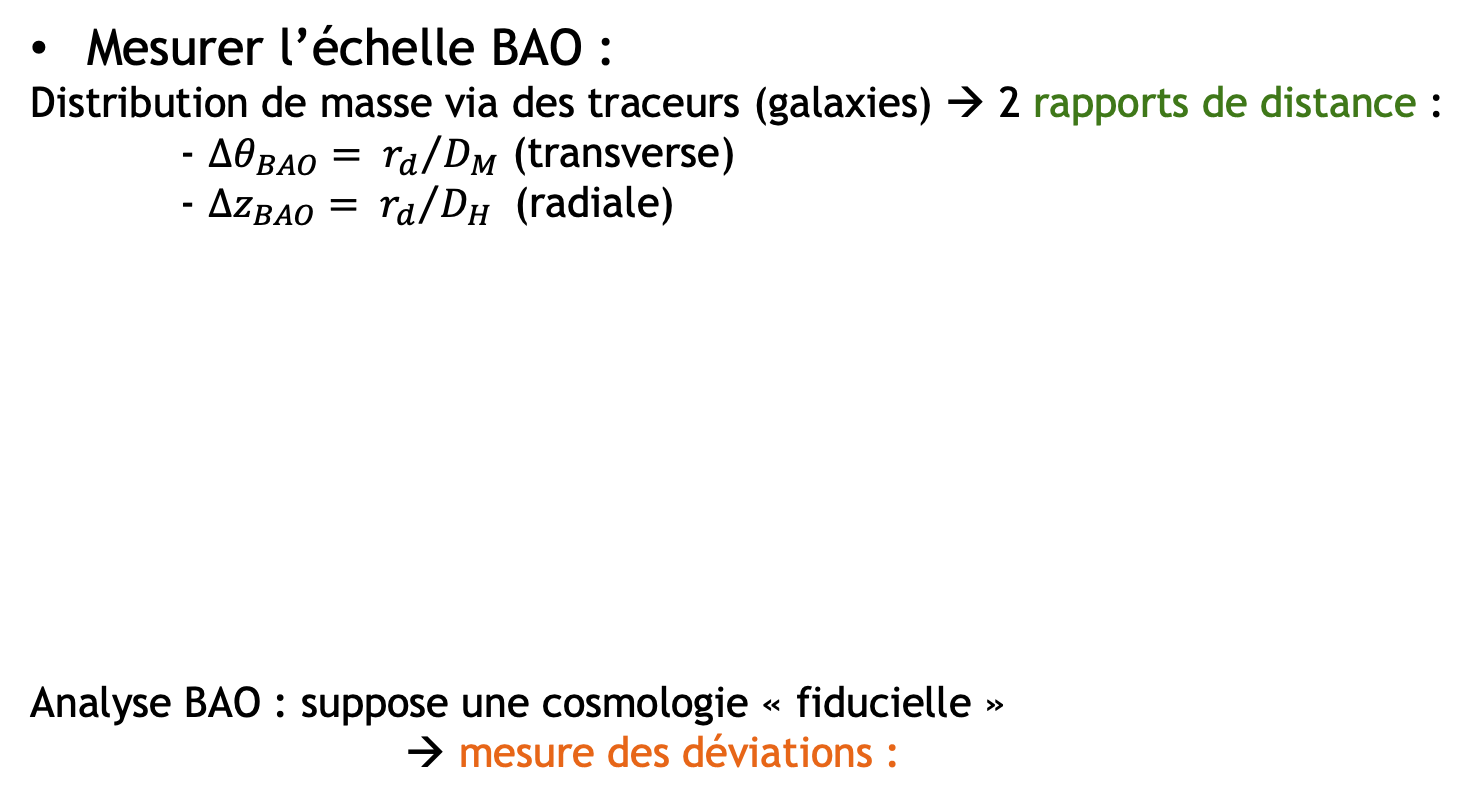 • Mesurer l’échelle BAO :
Distribution de masse via des traceurs (galaxies) → 2 rapports de distance :
- Δθ_BAO = r_d/D_M (transverse)
- Δz_BAO = r_d/D_H (radiale)
Analyse BAO : suppose une cosmologie « fiducielle »
→ mesure des déviations :